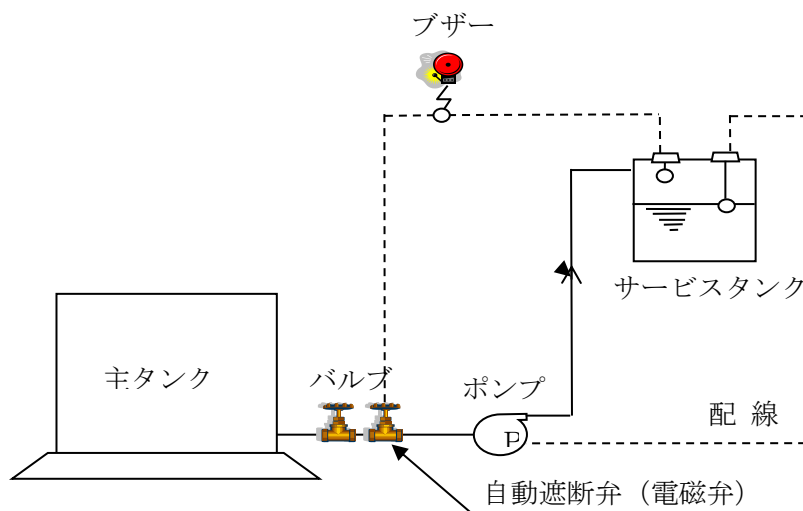 ブザー
サービスタンク
主タンク
バルブ
ポンプ
P
配 線
自動遮断弁（電磁弁）